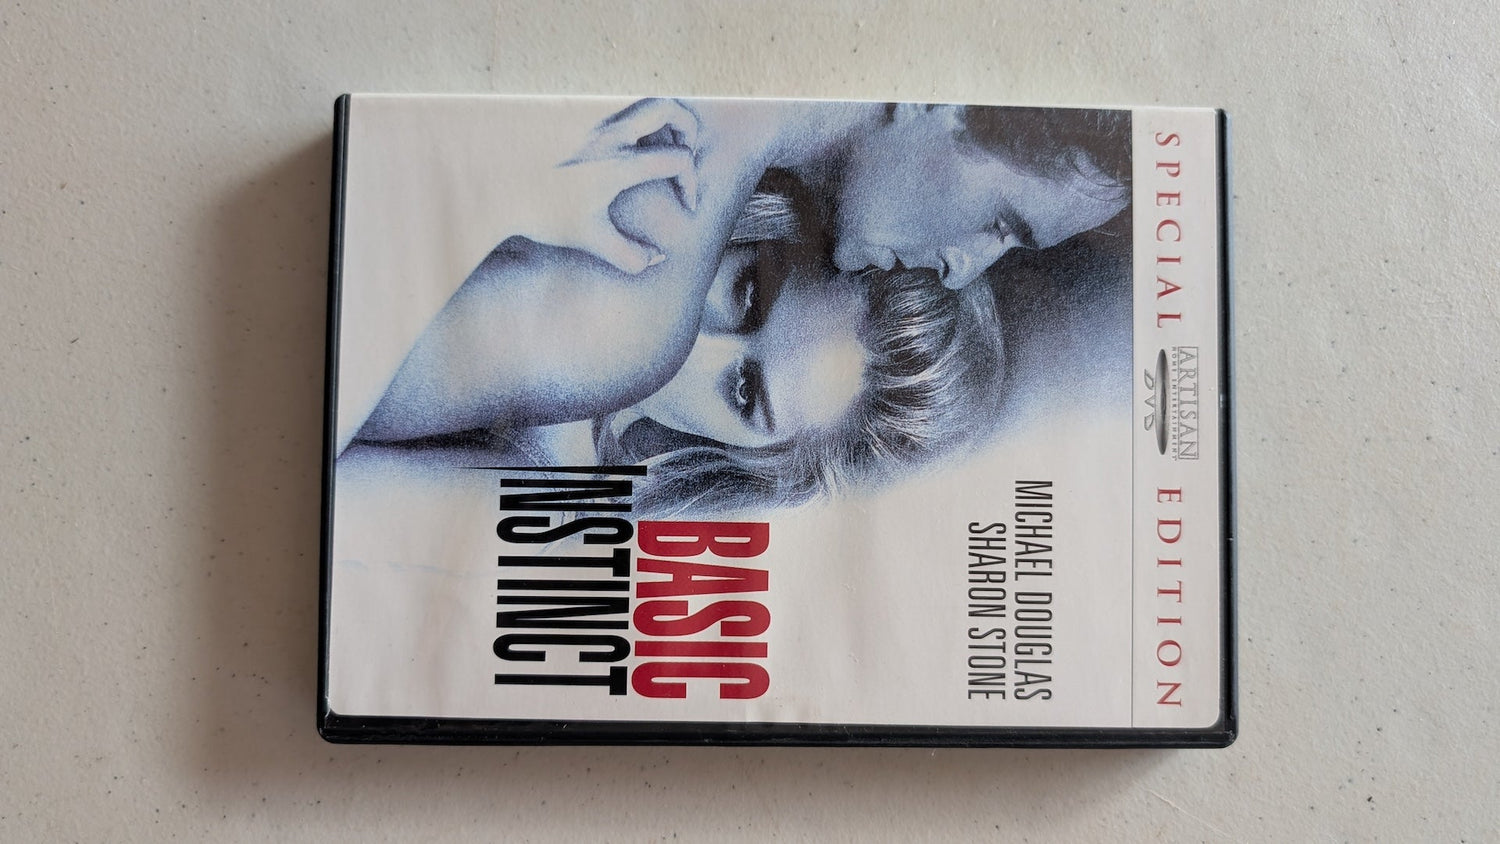 SPECIAL EDITION
ARTISAN
HOME ENTERTAINMENT
DVD
MICHAEL DOUGLAS
SHARON STONE
BASIC
INSTINCT